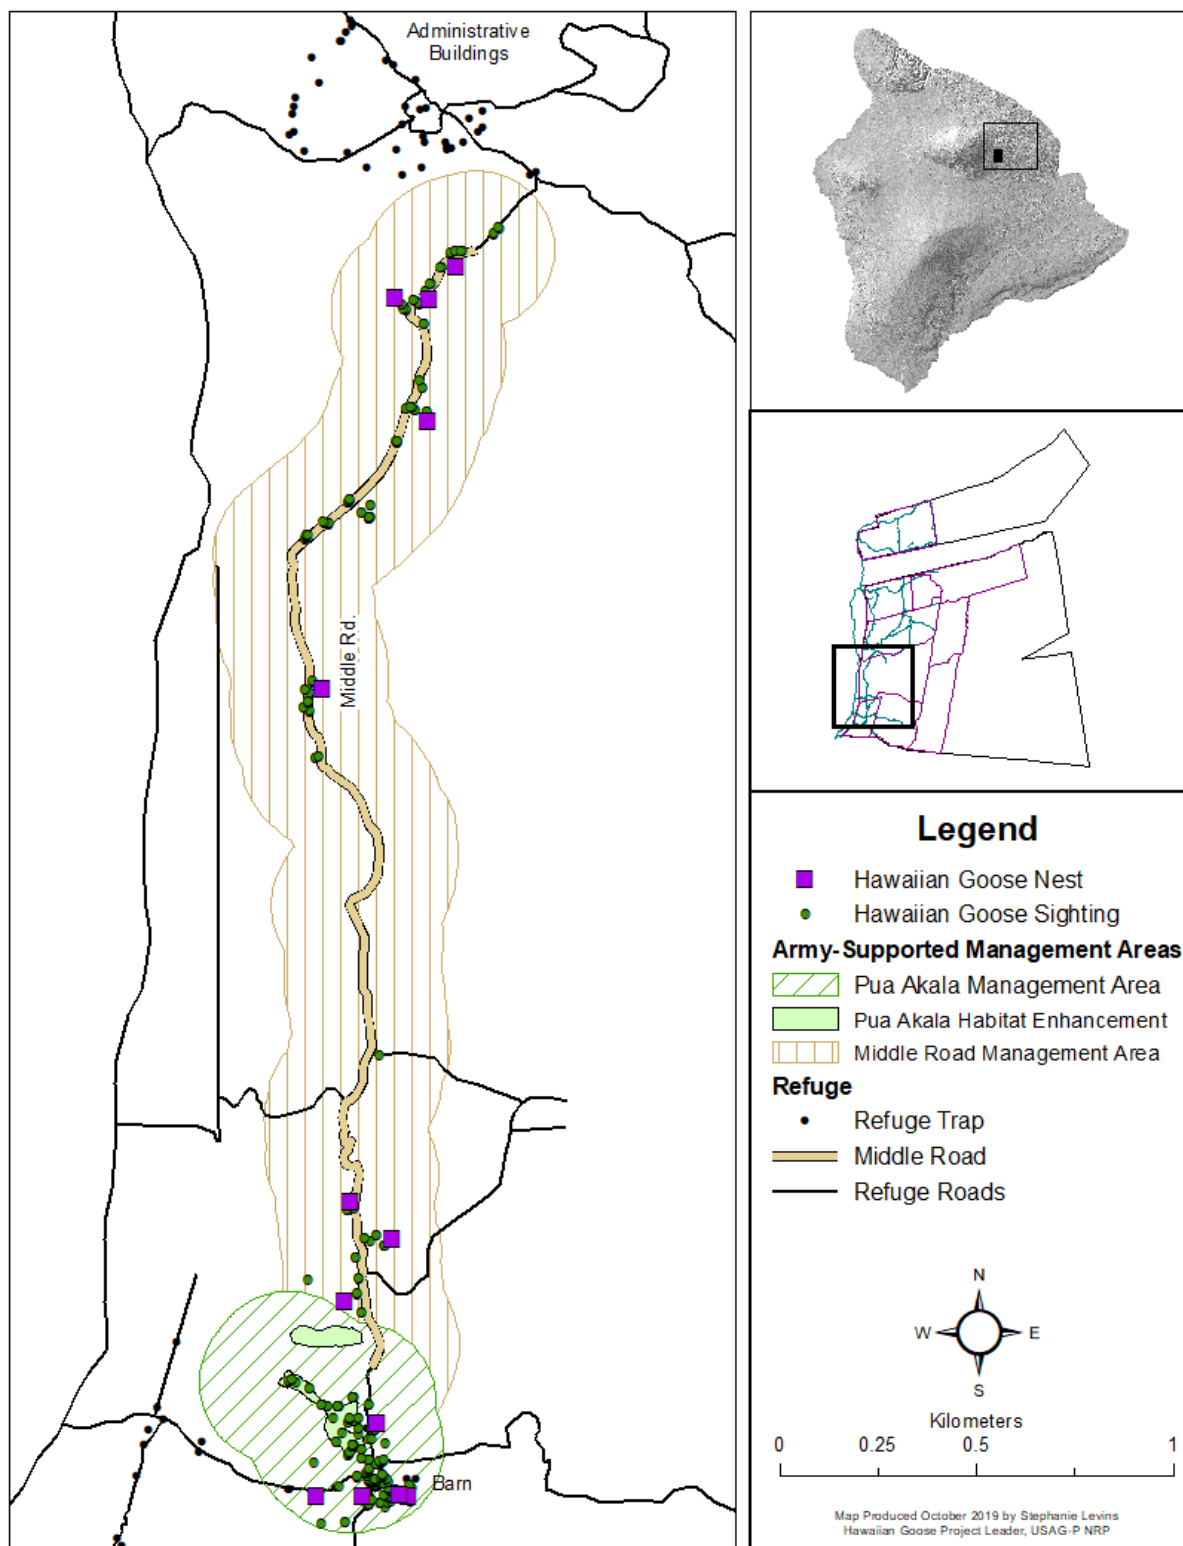 Administrative
Buildings
Middle Rd.
Barn
Legend
Hawaiian Goose Nest
Hawaiian Goose Sighting
Army-Supported Management Areas
Pua Akala Management Area
Pua Akala Habitat Enhancement
Middle Road Management Area
Refuge
Refuge Trap
Middle Road
Refuge Roads
N
W E
S
Kilometers
0 0.25 0.5 1
Map Produced October 2019 by Stephanie Levins
Hawaiian Goose Project Leader, USAG-P NRP